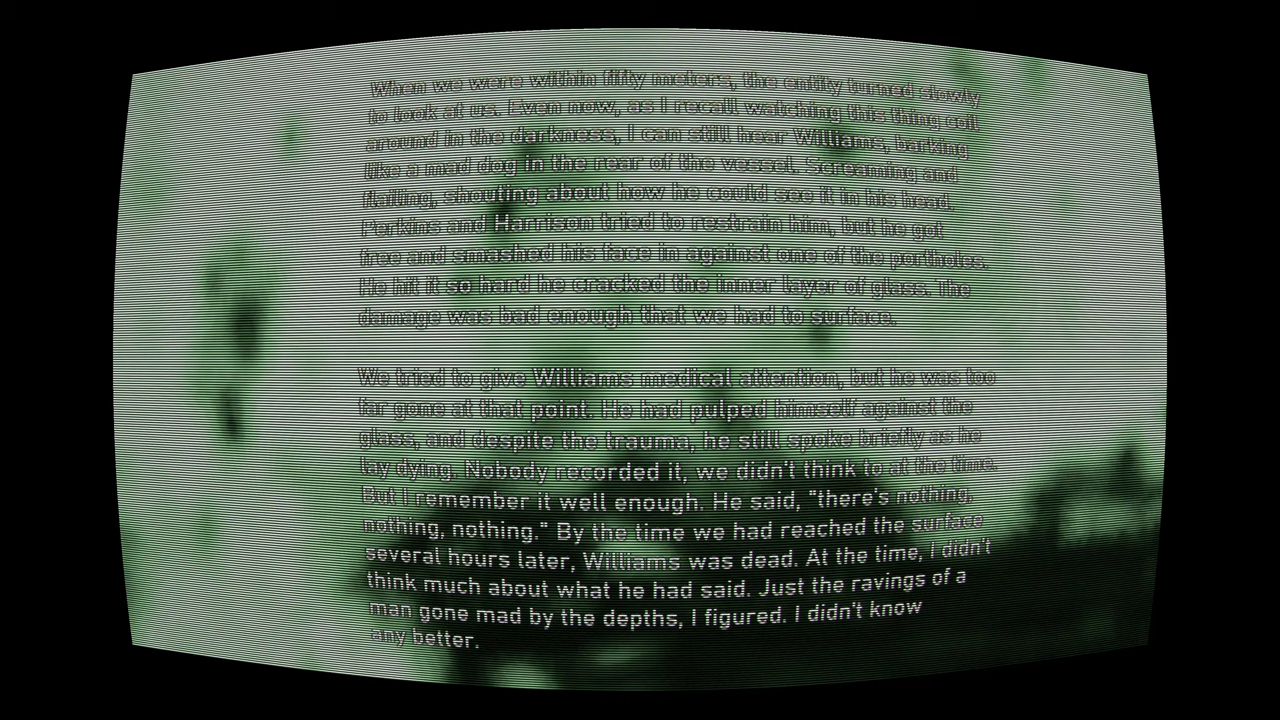 When we were within fifty meters, the entity turned slowly
to look at us. Even now, as I recall watching this thing coil
around in the darkness, I can still hear Williams, barking
like a mad dog in the rear of the vessel. Screaming and
flailing, shouting about how he could see it in his head.
Perkins and Harrison tried to restrain him, but he got
free and smashed his face in against one of the portholes.
He hit it so hard he cracked the inner layer of glass. The
damage was bad enough that we had to surface.
We tried to give Williams medical attention, but he was too
far gone at that point. He had pulped himself against the
glass, and despite the trauma, he still spoke briefly as he
lay dying. Nobody recorded it, we didn't think to at the time.
But I remember it well enough. He said, "there's nothing,
nothing, nothing." By the time we had reached the surface
several hours later, Williams was dead. At the time, I didn't
think much about what he had said. Just the ravings of a
man gone mad by the depths, I figured. I didn't know
any better.